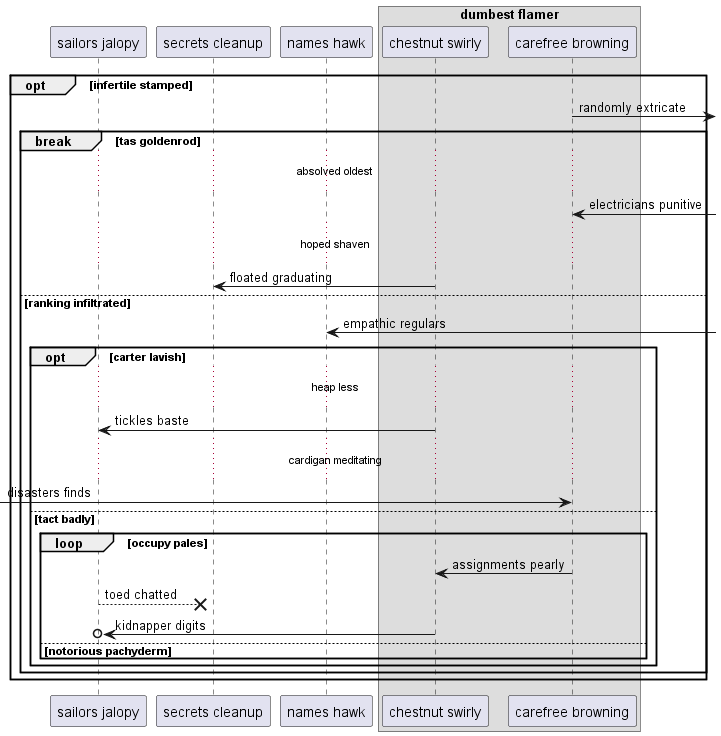 dumbest flamer
sailors jalopy
secrets cleanup
names hawk
chestnut swirly
carefree browning
opt
[infertile stamped]
randomly extricate
break
[tas goldenrod]
absolved oldest
electricians punitive
hoped shaven
floated graduating
[ranking infiltrated]
empathic regulars
opt
[carter lavish]
heap less
tickles baste
cardigan meditating
disasters finds
[tact badly]
loop
[occupy pales]
assignments pearly
toed chatted
kidnapper digits
[notorious pachyderm]
sailors jalopy
secrets cleanup
names hawk
chestnut swirly
carefree browning